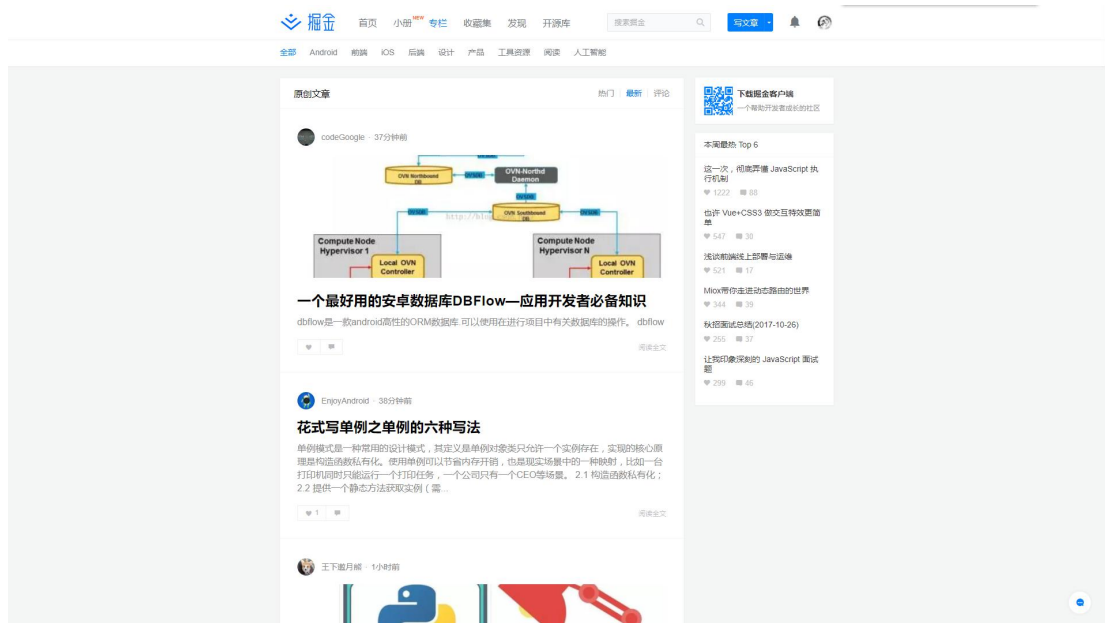 掘金 首页 小册 NEW 专栏 收藏集 发现 开源库 搜索掘金 写文章
全部 Android 前端 iOS 后端 设计 产品 工具资源 阅读 人工智能
原创文章 热门 最新 评论
codeGoogle · 37分钟前
OVN Northbound DB
OVN-Northd Daemon
OVN Southbound DB
http://blog
Compute Node Hypervisor 1
Local OVN Controller
Compute Node Hypervisor N
Local OVN Controller
一个最好用的安卓数据库DBFlow—应用开发者必备知识
dbflow是一款android高性的ORM数据库.可以使用在进行项目中有关数据库的操作。 dbflow
阅读全文
EnjoyAndroid · 38分钟前
花式写单例之单例的六种写法
单例模式是一种常用的设计模式，其定义是单例对象类只允许一个实例存在，实现的核心原
理是构造函数私有化。使用单例可以节省内存开销，也是现实场景中的一种映射，比如一台
打印机同时只能运行一个打印任务，一个公司只有一个CEO等场景。 2.1 构造函数私有化；
2.2 提供一个静态方法获取实例（需...
1
阅读全文
王下邀月熊 · 1小时前
下载掘金客户端
一个帮助开发者成长的社区
本周最热 Top 6
这一次，彻底弄懂 JavaScript 执
行机制
1222 88
也许 Vue+CSS3 做交互特效更简
单
547 30
浅谈前端线上部署与运维
521 17
Miox带你走进动态路由的世界
344 39
秋招面试总结(2017-10-26)
255 37
让我印象深刻的 JavaScript 面试
题
299 46